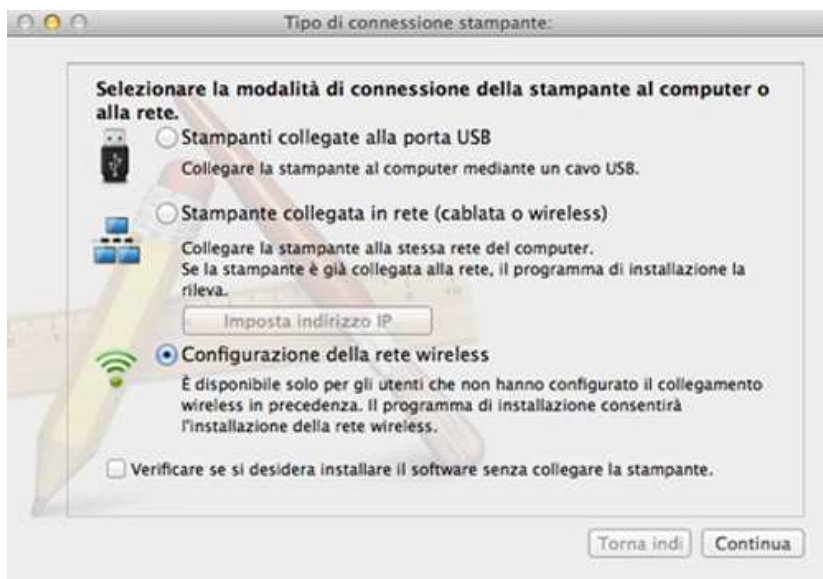 Tipo di connessione stampante:
Selezionare la modalità di connessione della stampante al computer o
alla rete.
Stampanti collegate alla porta USB
Collegare la stampante al computer mediante un cavo USB.
Stampante collegata in rete (cablata o wireless)
Collegare la stampante alla stessa rete del computer.
Se la stampante è già collegata alla rete, il programma di installazione la
rileva.
Imposta indirizzo IP
Configurazione della rete wireless
È disponibile solo per gli utenti che non hanno configurato il collegamento
wireless in precedenza. Il programma di installazione consentirà
l'installazione della rete wireless.
Verificare se si desidera installare il software senza collegare la stampante.
Torna indi Continua